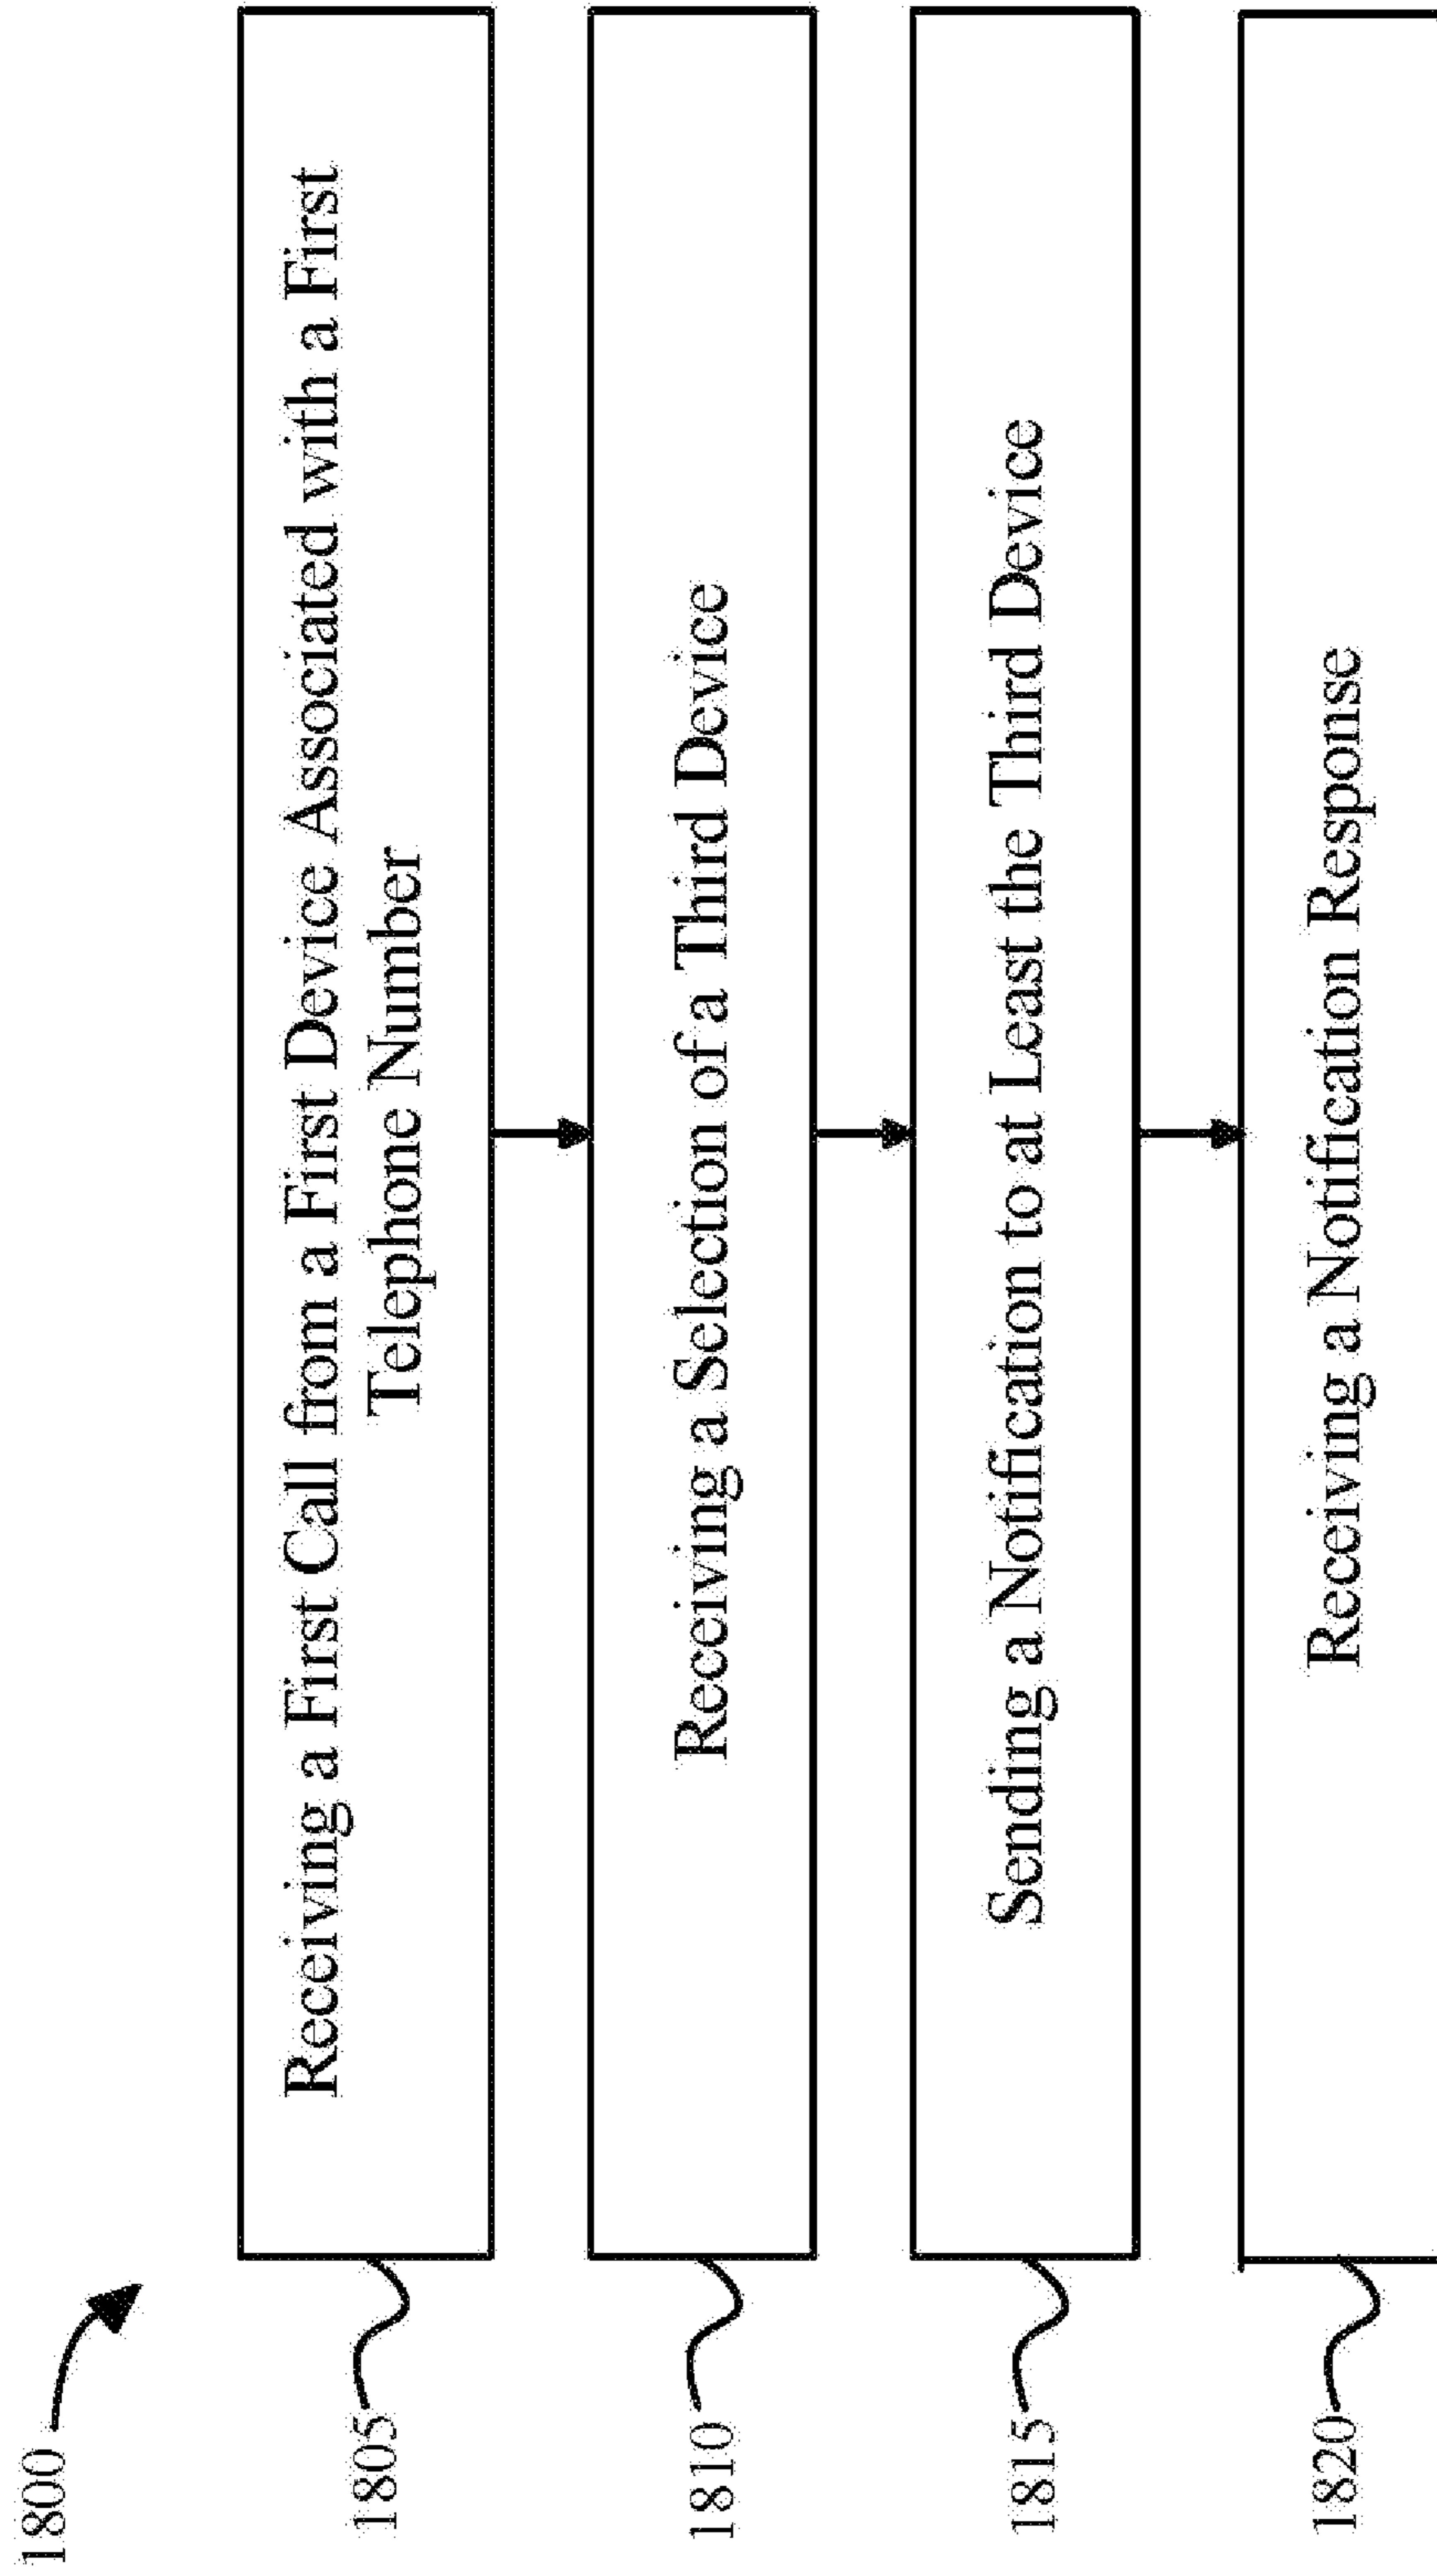 1800
1805
Receiving a First Call from a First Device Associated with a First
Telephone Number
1810
Receiving a Selection of a Third Device
1815
Sending a Notification to at Least the Third Device
1820
Receiving a Notification Response